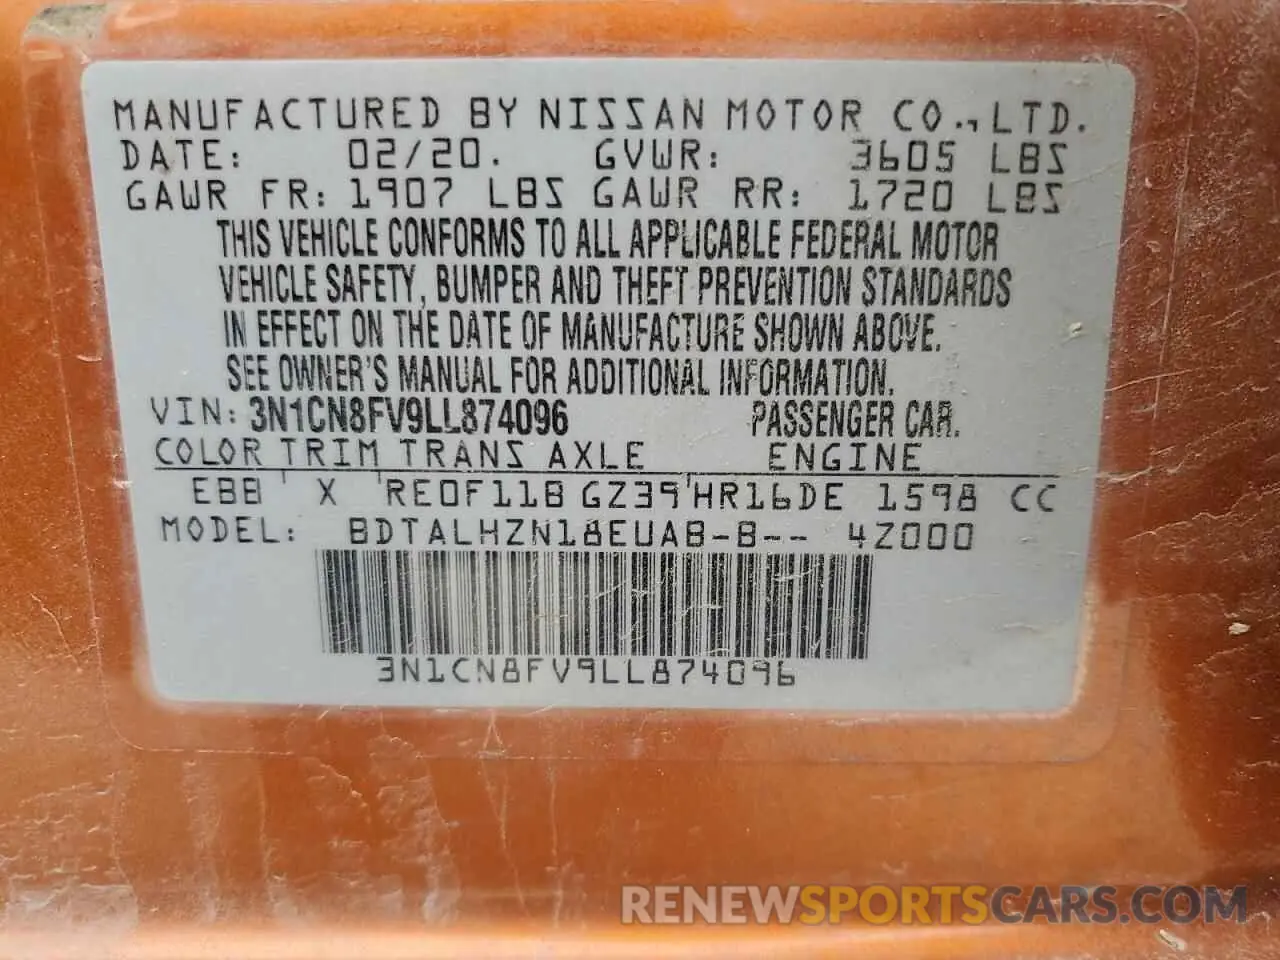 MANUFACTURED BY NISSAN MOTOR CO., LTD.
DATE: 02/20. GVWR: 3605 LBS
GAWR FR: 1907 LBS GAWR RR: 1720 LBS
THIS VEHICLE CONFORMS TO ALL APPLICABLE FEDERAL MOTOR
VEHICLE SAFETY, BUMPER AND THEFT PREVENTION STANDARDS
IN EFFECT ON THE DATE OF MANUFACTURE SHOWN ABOVE.
SEE OWNER'S MANUAL FOR ADDITIONAL INFORMATION.
VIN: 3N1CN8FV9LL874096 PASSENGER CAR.
COLOR TRIM TRANS AXLE ENGINE
EBB ' X 'RE0F11B GZ39'HR16DE 1598 CC
MODEL: BDTALHZN18EUAB-B-- 4Z000
3N1CN8FV9LL874096
RENEWSPORTSCARS.COM